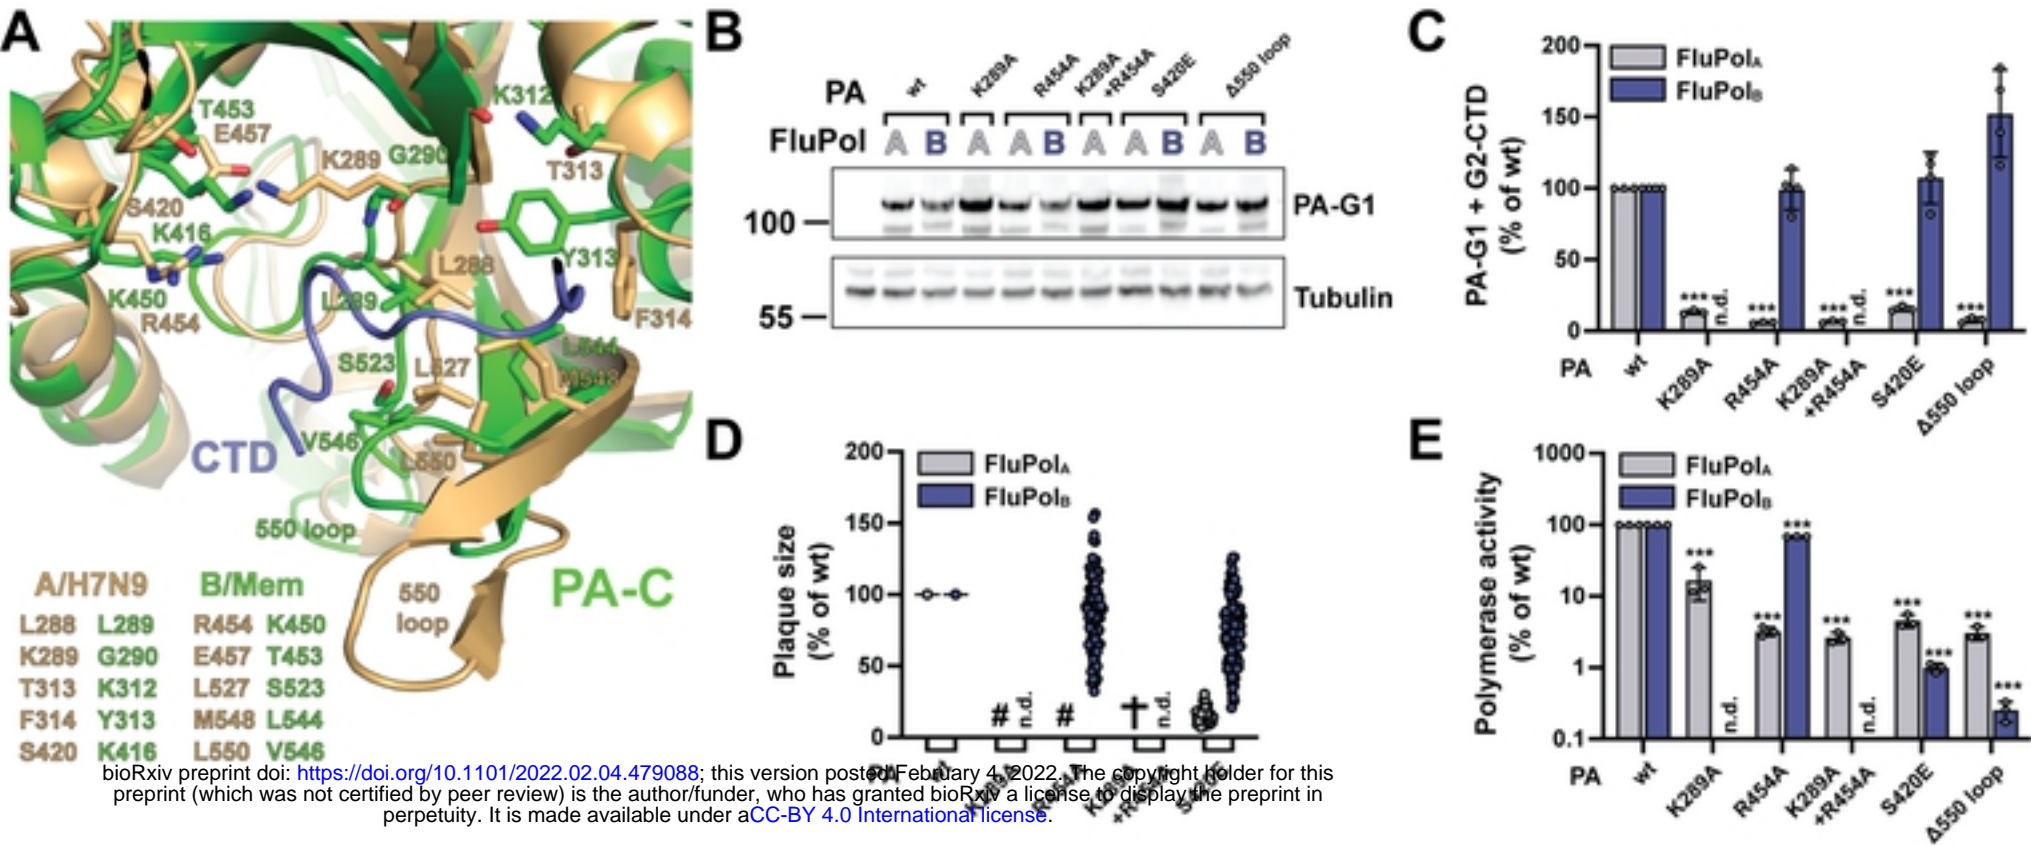 A
T453
E457
K289
G290
K312
T313
S420
K416
Y313
L288
K450
R454
L289
F314
S523
L527
L544
M548
CTD
V546
L550
550 loop
550
loop
PA-C
A/H7N9 B/Mem
L288 L289 R454 K450
K289 G290 E457 T453
T313 K312 L527 S523
F314 Y313 M548 L544
S420 K416 L550 V546
B
PA wt K289A R454A K289A +R454A S420E Δ550 loop
FluPol A B A A B A A B A B
100 PA-G1
55 Tubulin
C
PA-G1 + G2-CTD
(% of wt)
200
150
100
50
0
FluPolA
FluPolB
*** n.d. *** *** n.d. *** ***
PA wt K289A R454A K289A +R454A S420E Δ550 loop
D
Plaque size
(% of wt)
200
150
100
50
0
FluPolA
FluPolB
# n.d. # † n.d.
PA wt K289A R454A K289A +R454A S420E
E
Polymerase activity
(% of wt)
1000
100
10
1
0.1
FluPolA
FluPolB
*** n.d. *** *** *** n.d. *** *** *** ***
PA wt K289A R454A K289A +R454A S420E Δ550 loop
bioRxiv preprint doi: https://doi.org/10.1101/2022.02.04.479088; this version posted February 4, 2022. The copyright holder for this
preprint (which was not certified by peer review) is the author/funder, who has granted bioRxiv a license to display the preprint in
perpetuity. It is made available under aCC-BY 4.0 International license.